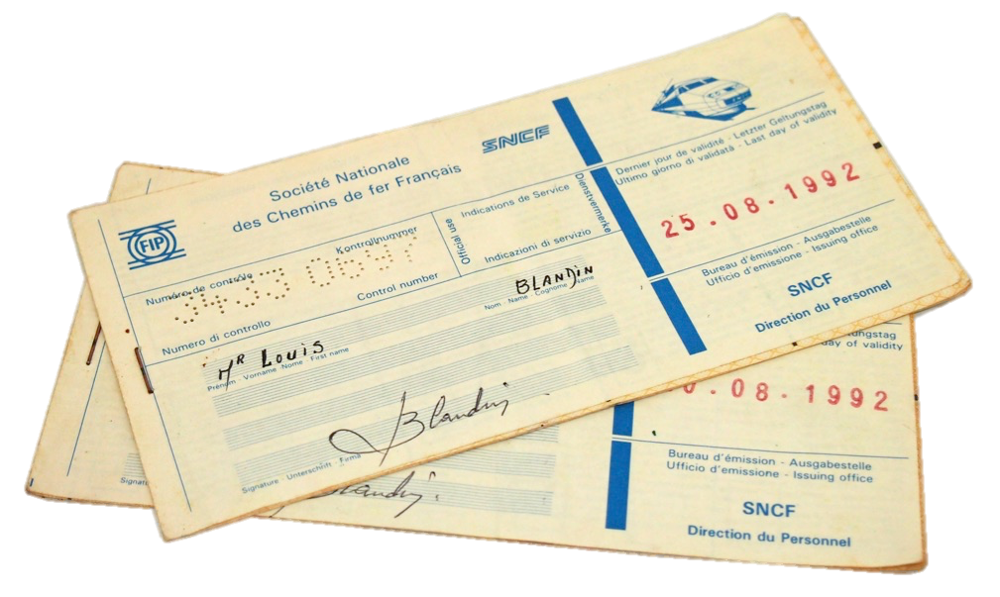 Société Nationale
des Chemins de fer Français
SNCF
FIP
Numéro de contrôle Kontrollnummer
Numero di controllo Control number
Official use
Indications de Service
Indicazioni di servizio
Dienstvermerke
Mr Louis
Prénom - Vorname - Nome - First name
BLANDIN
Nom - Name - Cognome - Name
Blandin
Signature - Unterschrift - Firma
Dernier jour de validité - Letzter Geltungstag
Ultimo giorno di validatà - Last day of validity
25.08.1992
Bureau d'émission - Ausgabestelle
Ufficio d'emissione - Issuing office
SNCF
Direction du Personnel
ay of validity
.08.1992
Bureau d'émission - Ausgabestelle
Ufficio d'emissione - Issuing office
SNCF
Direction du Personnel